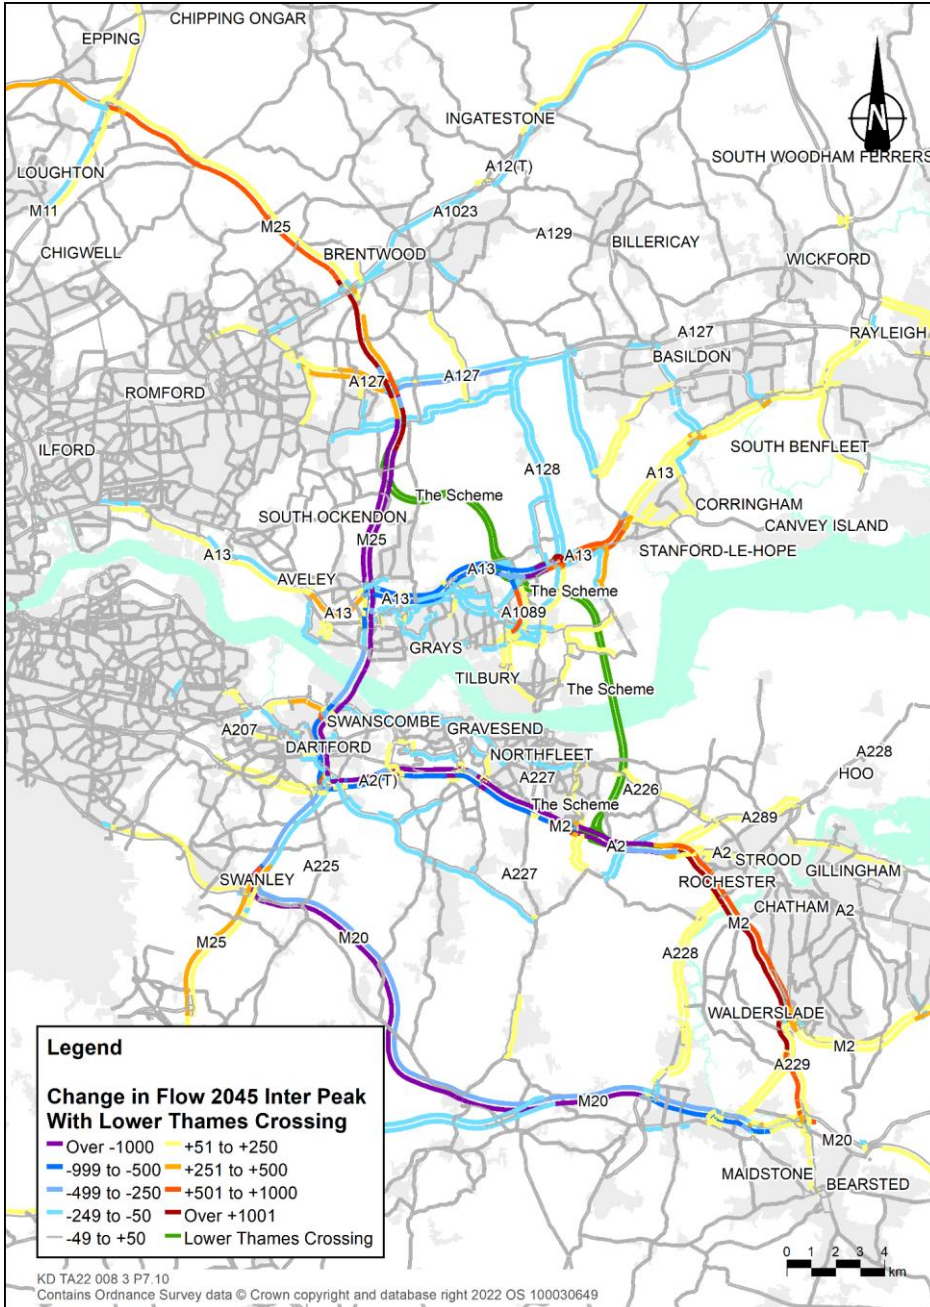 CHIPPING ONGAR
EPPING
INGATESTONE
N
SOUTH WOODHAM FERRERS
A12(T)
LOUGHTON
M11
A1023
M25
A129
BILLERICAY
CHIGWELL
BRENTWOOD
WICKFORD
A127
RAYLEIGH
BASILDON
A127
A127
ROMFORD
ILFORD
SOUTH BENFLEET
A128
A13
The Scheme
CORRINGHAM
SOUTH OCKENDON
CANVEY ISLAND
M25
STANFORD-LE-HOPE
A13
A13
A13
AVELEY
The Scheme
A13
A13
A1089
GRAYS
TILBURY
The Scheme
SWANSCOMBE
A207
GRAVESEND
DARTFORD
NORTHFLEET
A228
HOO
A2(T)
A227
A226
The Scheme
A289
M2
A2
A2
STROOD
A225
GILLINGHAM
SWANLEY
A227
ROCHESTER
CHATHAM
A2
M2
M20
M25
A228
WALDERSLADE
M2
A229
M20
M20
MAIDSTONE
BEARSTED
Legend
Change in Flow 2045 Inter Peak
With Lower Thames Crossing
Over -1000
+51 to +250
-999 to -500
+251 to +500
-499 to -250
+501 to +1000
-249 to -50
Over +1001
-49 to +50
Lower Thames Crossing
0 1 2 3 4
km
KD TA22 008 3 P7.10
Contains Ordnance Survey data © Crown copyright and database right 2022 OS 100030649